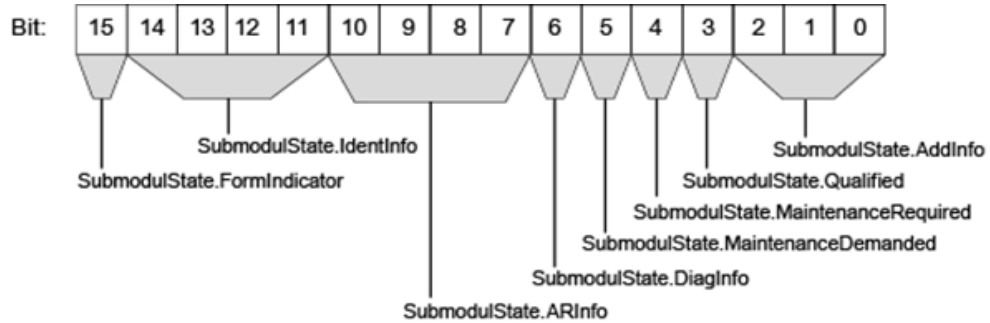 Bit: 15 14 13 12 11 10 9 8 7 6 5 4 3 2 1 0
SubmodulState.IdentInfo
SubmodulState.AddInfo
SubmodulState.FormIndicator
SubmodulState.Qualified
SubmodulState.MaintenanceRequired
SubmodulState.MaintenanceDemanded
SubmodulState.DiagInfo
SubmodulState.ARInfo